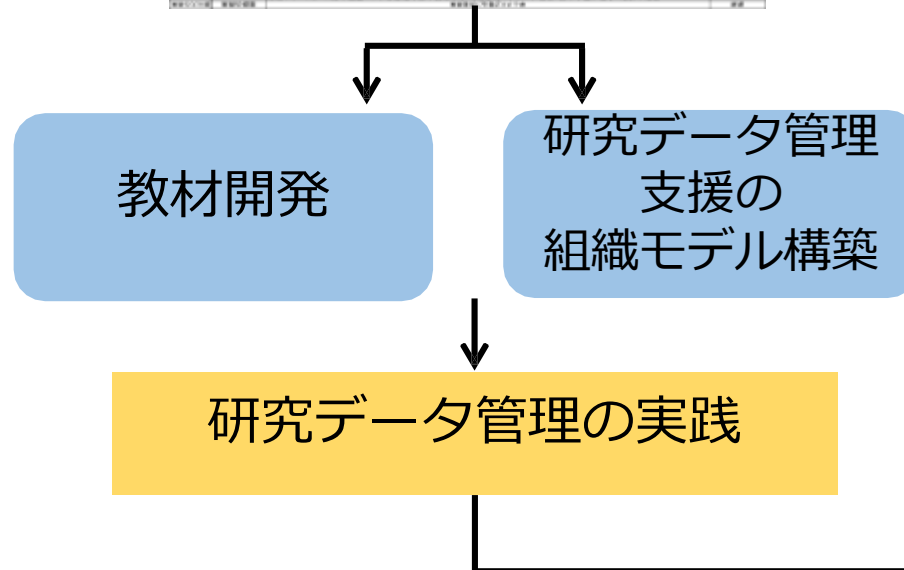 教材開発
研究データ管理
支援の
組織モデル構築
研究データ管理の実践